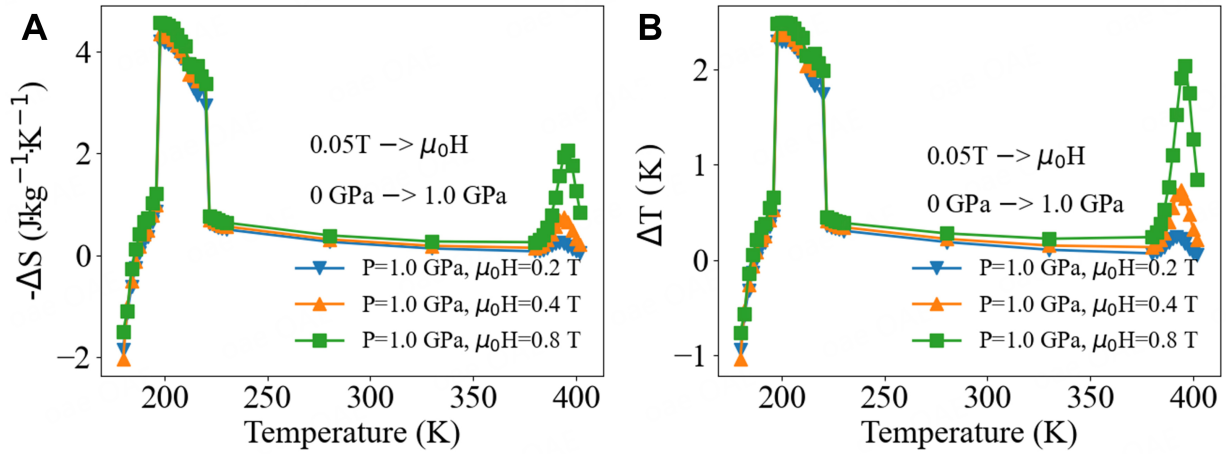 A
-ΔS (J·kg⁻¹·K⁻¹)
4
2
0
−2
0.05T −> μ₀H
0 GPa −> 1.0 GPa
P=1.0 GPa, μ₀H=0.2 T
P=1.0 GPa, μ₀H=0.4 T
P=1.0 GPa, μ₀H=0.8 T
200 250 300 350 400
Temperature (K)
B
ΔT (K)
2
1
0
−1
0.05T −> μ₀H
0 GPa −> 1.0 GPa
P=1.0 GPa, μ₀H=0.2 T
P=1.0 GPa, μ₀H=0.4 T
P=1.0 GPa, μ₀H=0.8 T
200 250 300 350 400
Temperature (K)